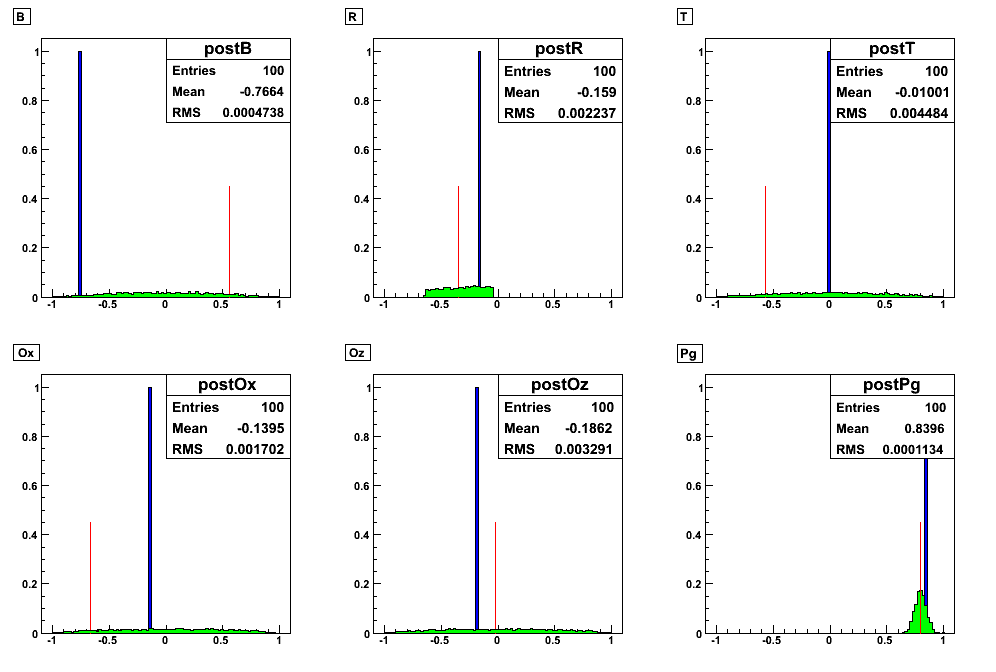 B
postB
Entries 100
Mean -0.7664
RMS 0.0004738
1
0.8
0.6
0.4
0.2
0
-1 -0.5 0 0.5 1
R
postR
Entries 100
Mean -0.159
RMS 0.002237
1
0.8
0.6
0.4
0.2
0
-1 -0.5 0 0.5 1
T
postT
Entries 100
Mean -0.01001
RMS 0.004484
1
0.8
0.6
0.4
0.2
0
-1 -0.5 0 0.5 1
Ox
postOx
Entries 100
Mean -0.1395
RMS 0.001702
1
0.8
0.6
0.4
0.2
0
-1 -0.5 0 0.5 1
Oz
postOz
Entries 100
Mean -0.1862
RMS 0.003291
1
0.8
0.6
0.4
0.2
0
-1 -0.5 0 0.5 1
Pg
postPg
Entries 100
Mean 0.8396
RMS 0.0001134
1
0.8
0.6
0.4
0.2
0
-1 -0.5 0 0.5 1